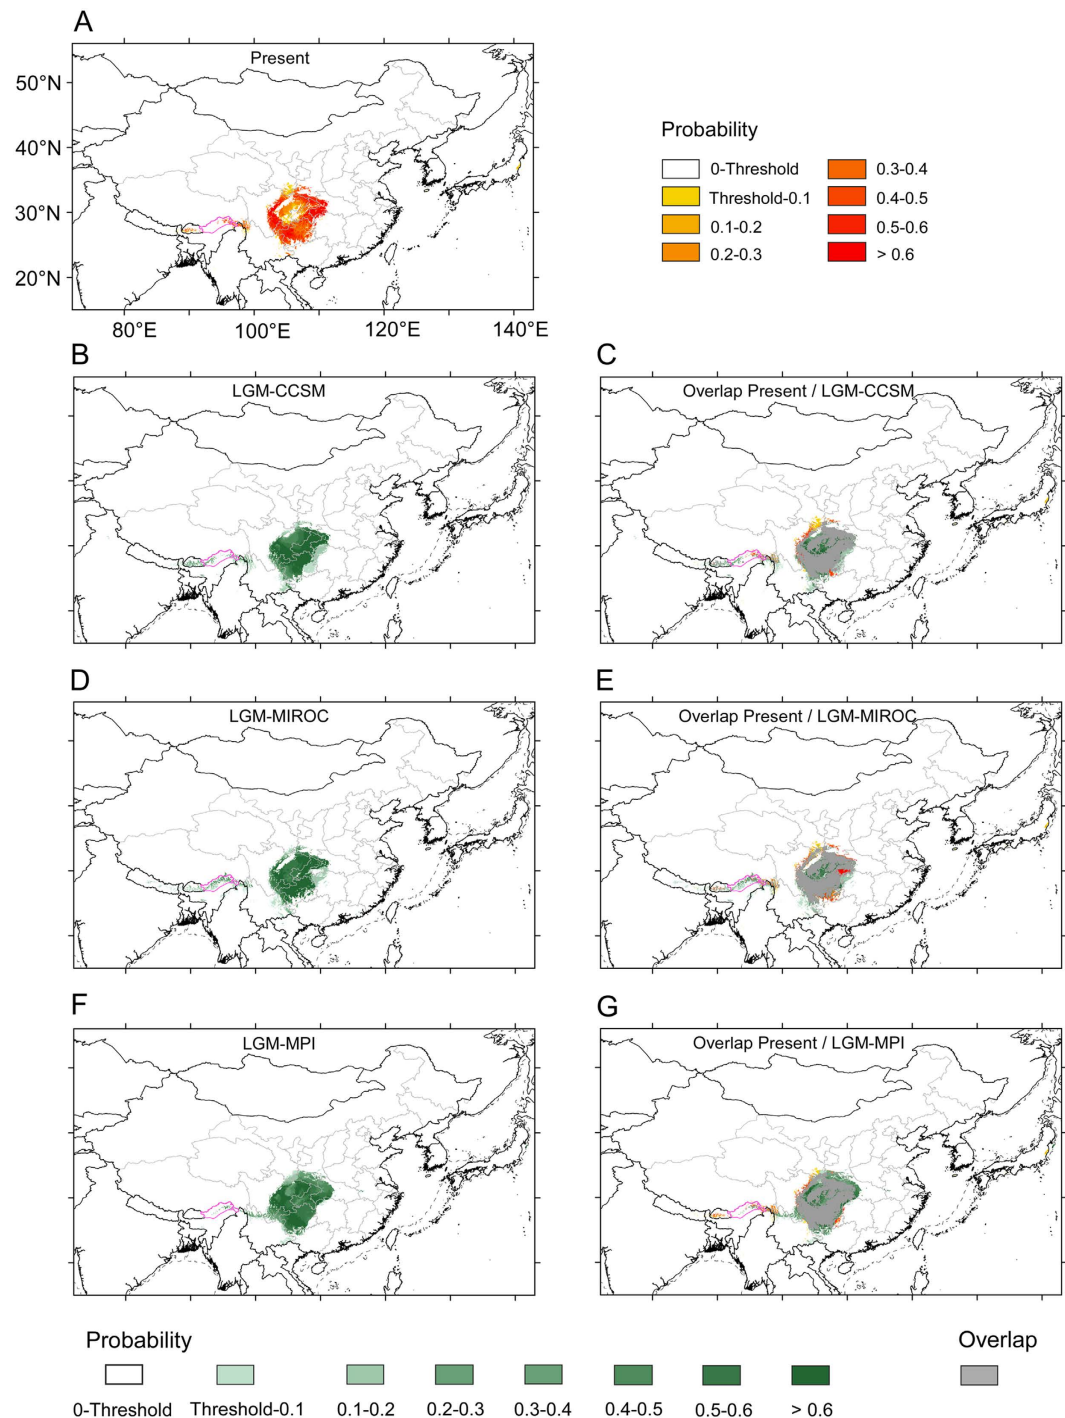 A
Present
50°N
40°N
30°N
20°N
80°E 100°E 120°E 140°E
Probability
0-Threshold 0.3-0.4
Threshold-0.1 0.4-0.5
0.1-0.2 0.5-0.6
0.2-0.3 > 0.6
B C
LGM-CCSM Overlap Present / LGM-CCSM
D E
LGM-MIROC Overlap Present / LGM-MIROC
F G
LGM-MPI Overlap Present / LGM-MPI
Probability Overlap
0-Threshold Threshold-0.1 0.1-0.2 0.2-0.3 0.3-0.4 0.4-0.5 0.5-0.6 > 0.6